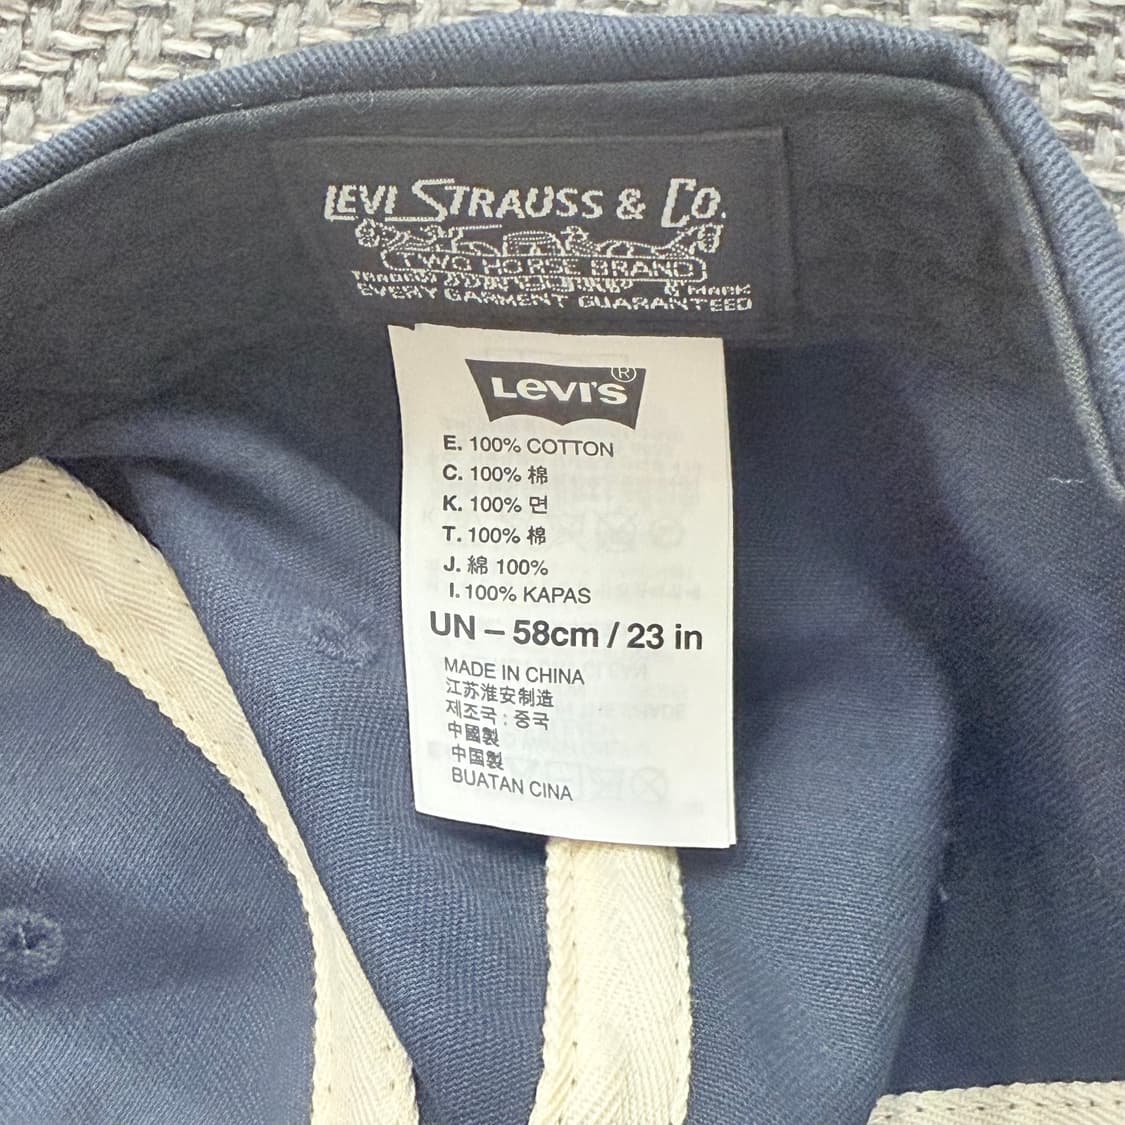 LEVI STRAUSS & CO.
TWO HORSE BRAND
TRADE MARK
EVERY GARMENT GUARANTEED
LEVI'S®
E. 100% COTTON
C. 100% 棉
K. 100% 면
T. 100% 棉
J. 綿 100%
I. 100% KAPAS
UN – 58cm / 23 in
MADE IN CHINA
江苏淮安制造
제조국 : 중국
中國製
中国製
BUATAN CINA